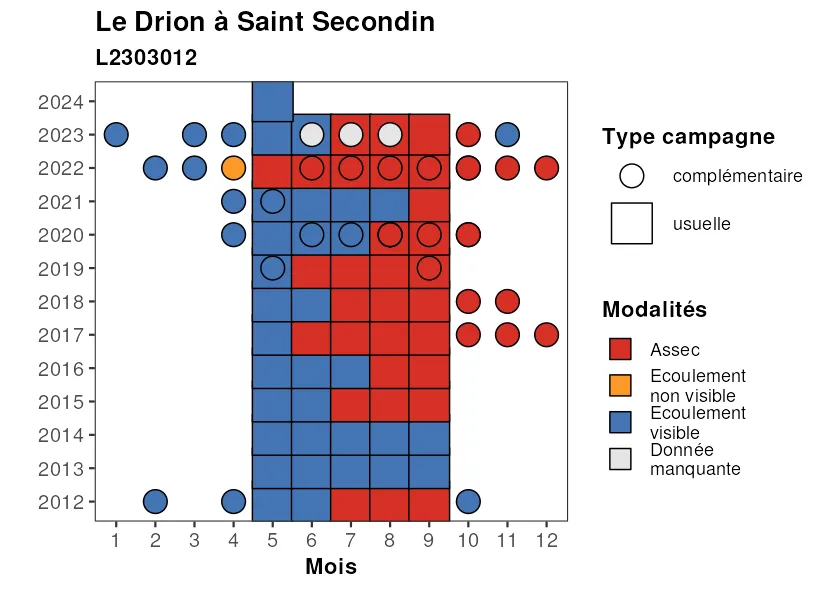 Le Drion à Saint Secondin
L2303012
2024
2023
2022
2021
2020
2019
2018
2017
2016
2015
2014
2013
2012
1 2 3 4 5 6 7 8 9 10 11 12
Mois
Type campagne
complémentaire
usuelle
Modalités
Assec
Ecoulement
non visible
Ecoulement
visible
Donnée
manquante